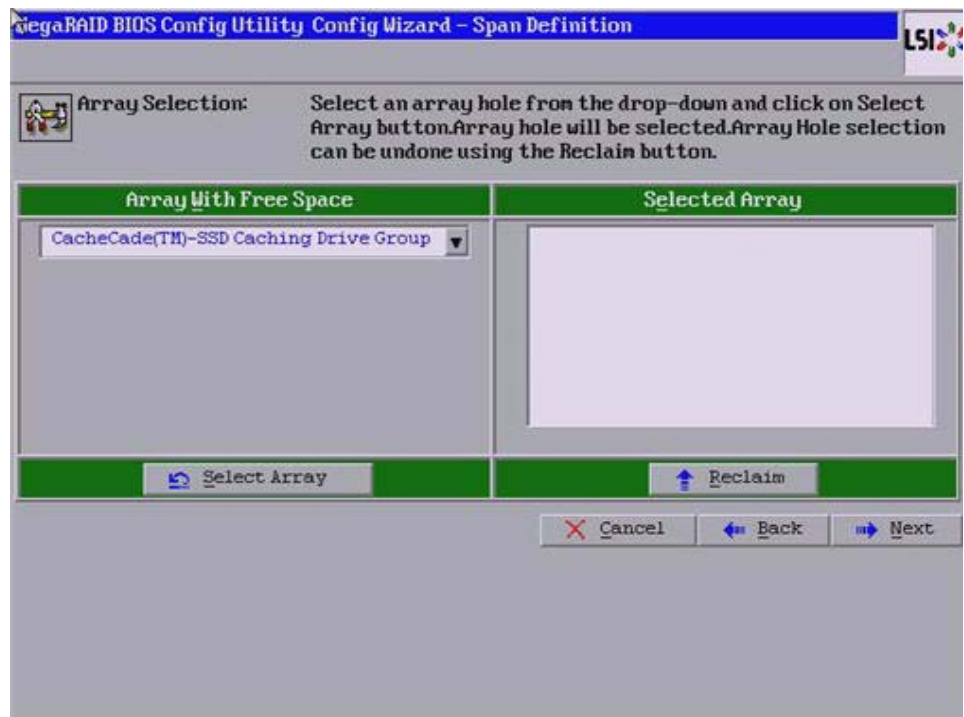 MegaRAID BIOS Config Utility Config Wizard – Span Definition
LSI
Array Selection: Select an array hole from the drop-down and click on Select
Array button.Array hole will be selected.Array Hole selection
can be undone using the Reclaim button.
Array With Free Space Selected Array
CacheCade(TM)-SSD Caching Drive Group
Select Array Reclaim
Cancel Back Next